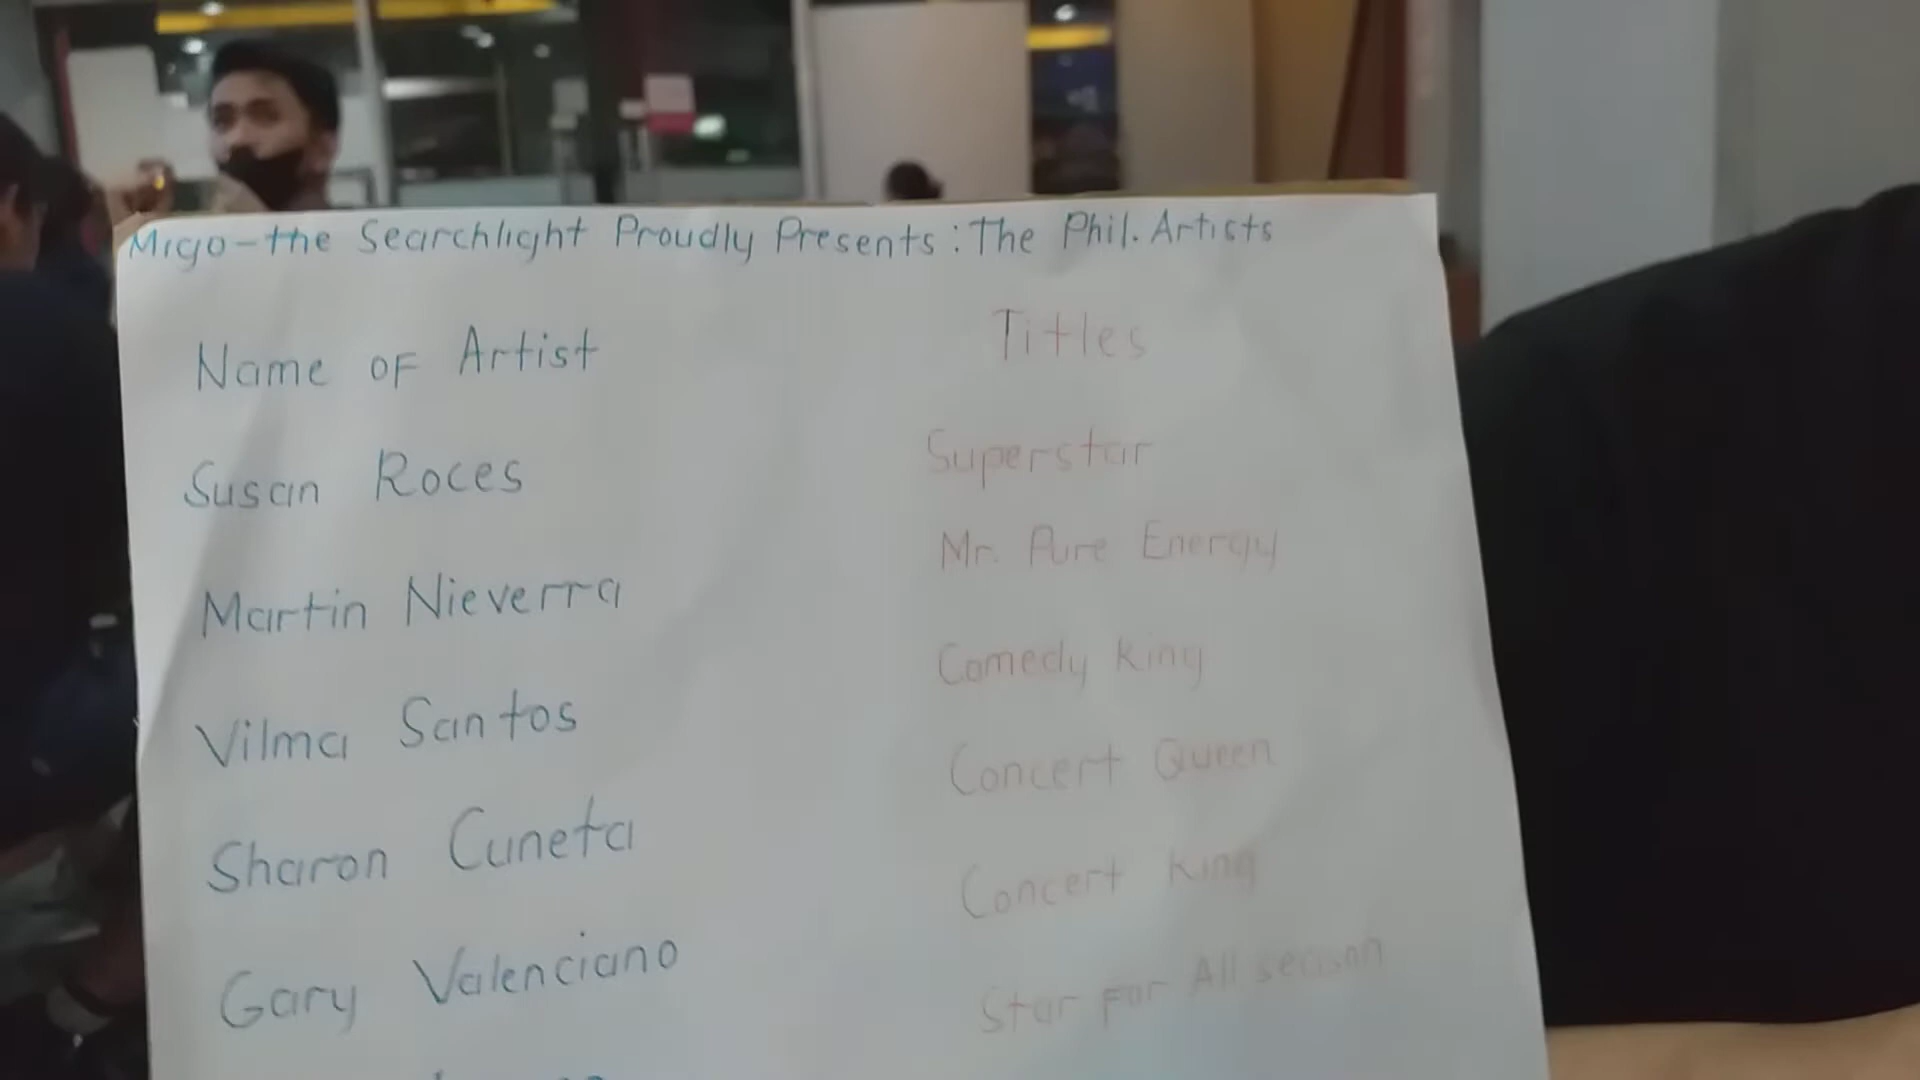 Migo-the Searchlight Proudly Presents: The Phil. Artists
Name of Artist
Titles
Susan Roces
Superstar
Martin Nieverra
Mr. Pure Energy
Vilma Santos
Comedy King
Sharon Cuneta
Concert Queen
Gary Valenciano
Concert King
Star for All season